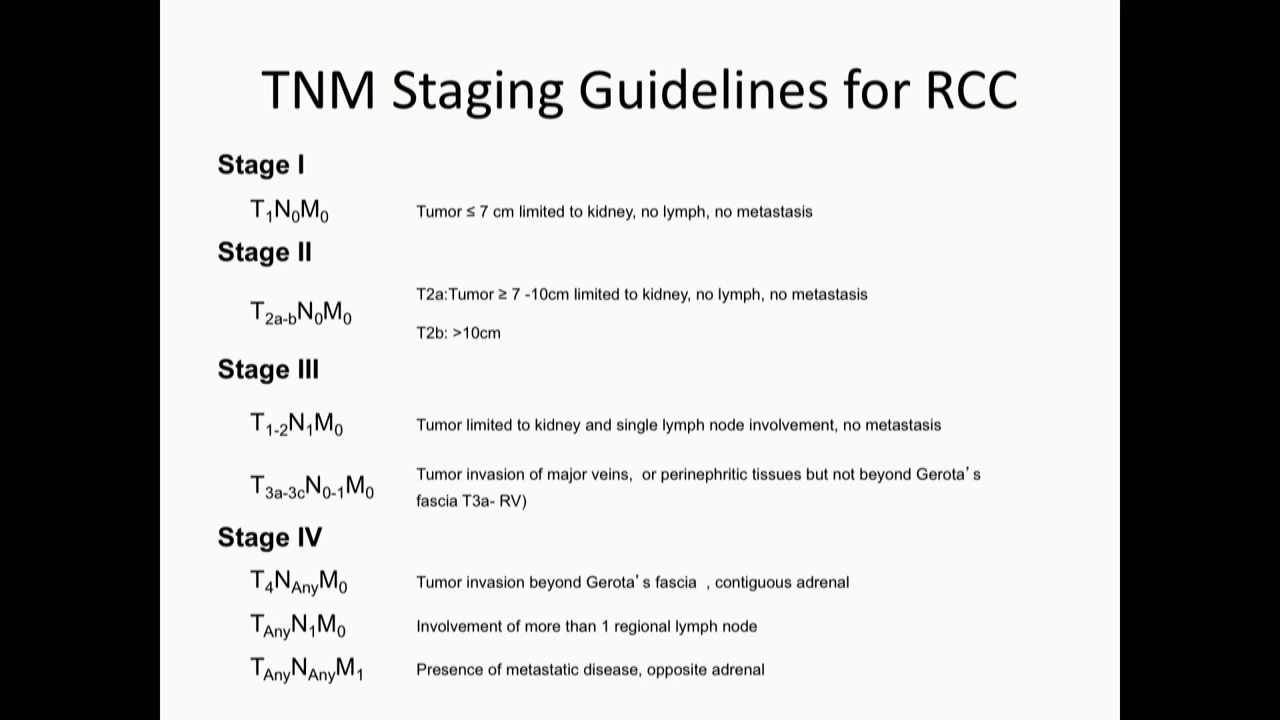 TNM Staging Guidelines for RCC
Stage I
T1N0M0 Tumor ≤ 7 cm limited to kidney, no lymph, no metastasis
Stage II
T2a-bN0M0 T2a:Tumor ≥ 7 -10cm limited to kidney, no lymph, no metastasis
T2b: >10cm
Stage III
T1-2N1M0 Tumor limited to kidney and single lymph node involvement, no metastasis
T3a-3cN0-1M0 Tumor invasion of major veins, or perinephritic tissues but not beyond Gerota's
fascia T3a- RV)
Stage IV
T4NAnyM0 Tumor invasion beyond Gerota's fascia , contiguous adrenal
TAnyN1M0 Involvement of more than 1 regional lymph node
TAnyNAnyM1 Presence of metastatic disease, opposite adrenal